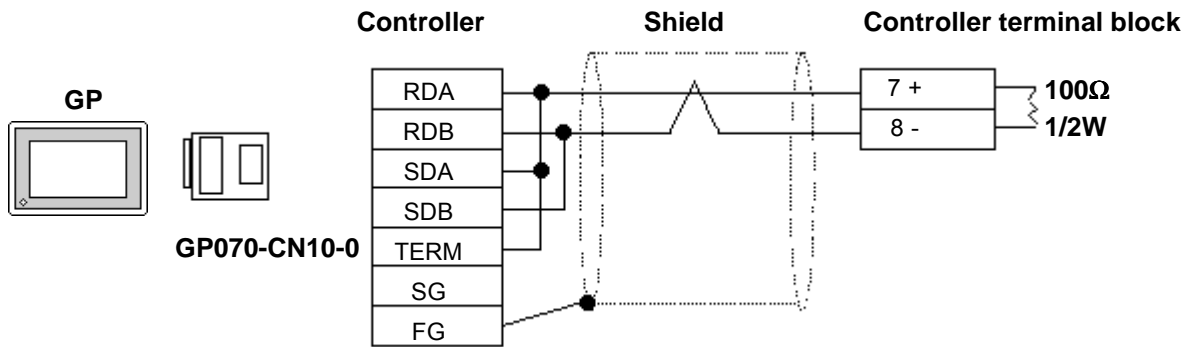 Controller
Shield
Controller terminal block
GP
GP070-CN10-0
RDA
RDB
SDA
SDB
TERM
SG
FG
7 +
8 -
100Ω
1/2W